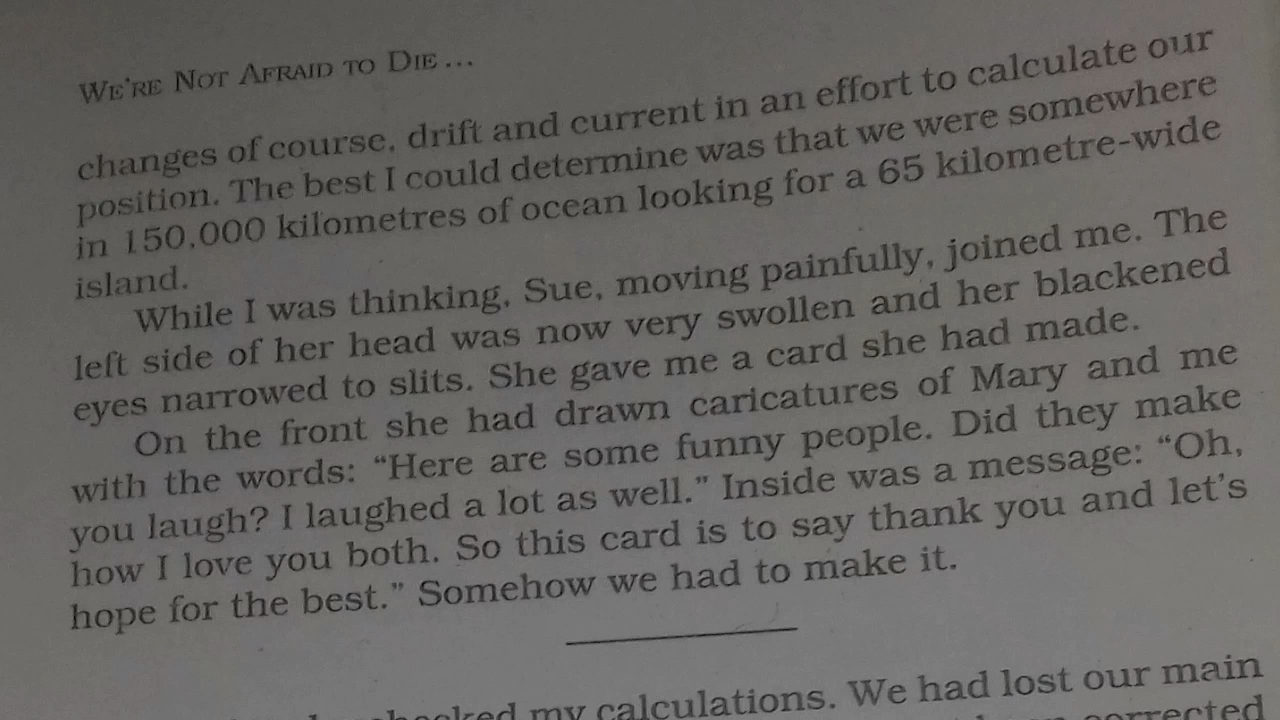 WE'RE NOT AFRAID TO DIE...
changes of course, drift and current in an effort to calculate our
position. The best I could determine was that we were somewhere
in 150,000 kilometres of ocean looking for a 65 kilometre-wide
island.
While I was thinking, Sue, moving painfully, joined me. The
left side of her head was now very swollen and her blackened
eyes narrowed to slits. She gave me a card she had made.
On the front she had drawn caricatures of Mary and me
with the words: “Here are some funny people. Did they make
you laugh? I laughed a lot as well.” Inside was a message: “Oh,
how I love you both. So this card is to say thank you and let's
hope for the best.” Somehow we had to make it.
my calculations. We had lost our main
corrected